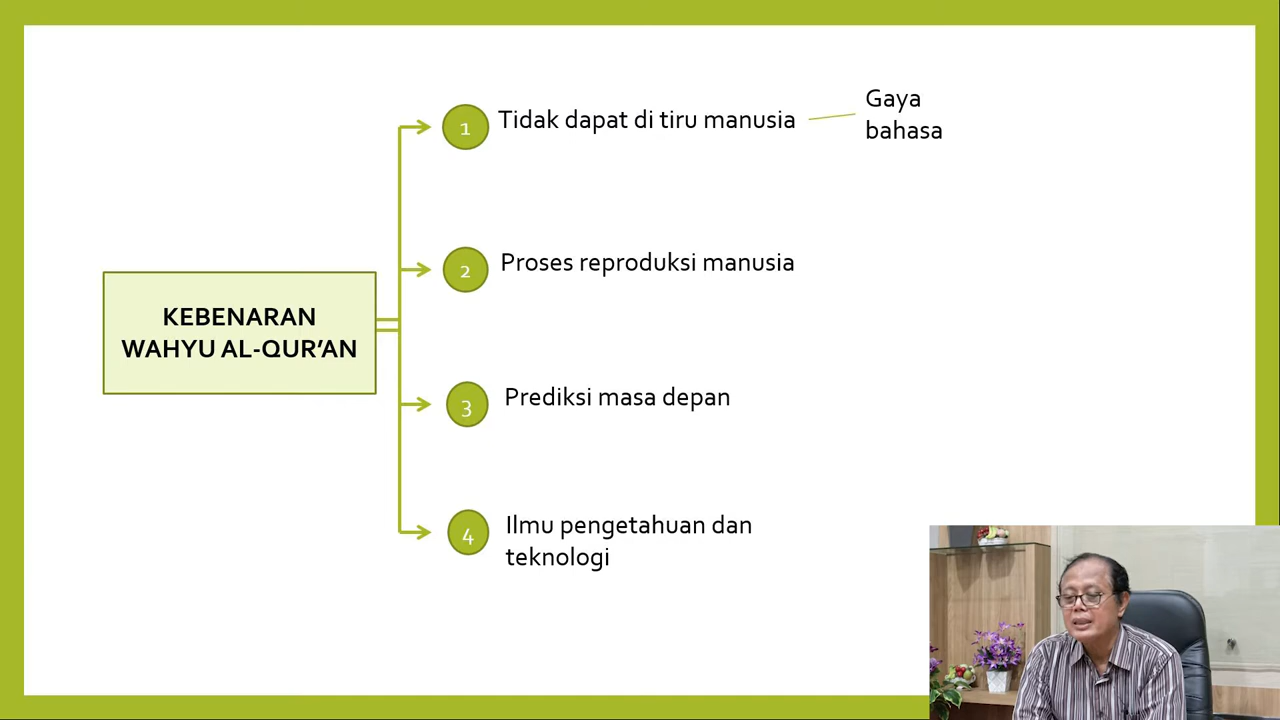 1 Tidak dapat di tiru manusia
Gaya
bahasa
2 Proses reproduksi manusia
KEBENARAN
WAHYU AL-QUR’AN
3 Prediksi masa depan
4 Ilmu pengetahuan dan
teknologi